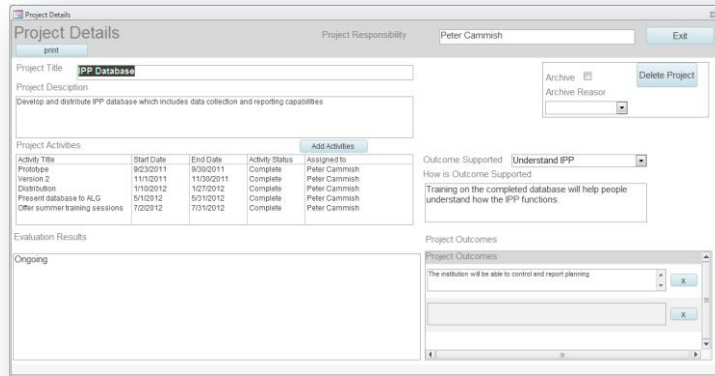 Project Details
Project Details
Project Responsibility
Peter Cammish
Exit
print
Project Title
IPP Database
Archive
Delete Project
Archive Reasor
Project Desciption
Develop and distribute IPP database which includes data collection and reporting capabilities
Project Activities
Add Activities
Activity Title Start Date End Date Activity Status Assigned to
Prototype 9/23/2011 9/30/2011 Complete Peter Cammish
Version 2 11/1/2011 11/30/2011 Complete Peter Cammish
Distribution 1/10/2012 1/27/2012 Complete Peter Cammish
Present database to ALG 5/1/2012 5/31/2012 Complete Peter Cammish
Offer summer training sessions 7/2/2012 7/31/2012 Complete Peter Cammish
Outcome Supported
Understand IPP
How is Outcome Supported
Training on the completed database will help people
understand how the IPP functions.
Evaluation Results
Ongoing
Project Outcomes
Project Outcomes
The institution will be able to control and report planning
x
x